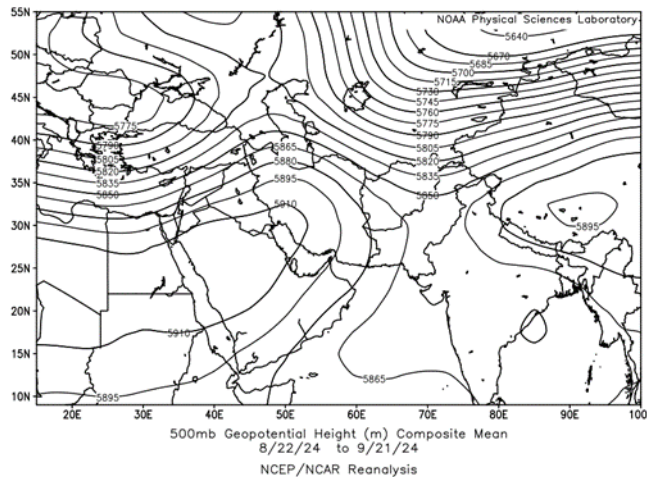 NOAA Physical Sciences Laboratory
55N
50N
45N
40N
35N
30N
25N
20N
15N
10N
5640
5670
5685
5700
5715
5730
5745
5760
5775
5790
5805
5820
5835
5850
5775
5790
5805
5820
5835
5850
5865
5880
5895
5910
5895
5910
5895
5865
20E
30E
40E
50E
60E
70E
80E
90E
100
500mb Geopotential Height (m) Composite Mean
8/22/24 to 9/21/24
NCEP/NCAR Reanalysis